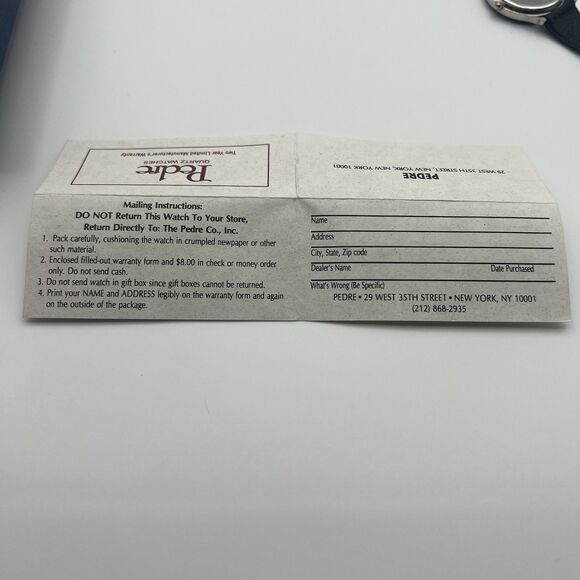 Pedre
QUARTZ WATCHES
Two Year Limited Manufacturer's Warranty
PEDRE
29 WEST 35TH STREET, NEW YORK, NEW YORK 10001
Mailing Instructions:
DO NOT Return This Watch To Your Store,
Return Directly To: The Pedre Co., Inc.
1. Pack carefully, cushioning the watch in crumpled newpaper or other
such material.
2. Enclosed filled-out warranty form and $8.00 in check or money order
only. Do not send cash.
3. Do not send watch in gift box since gift boxes cannot be returned.
4. Print your NAME and ADDRESS legibly on the warranty form and again
on the outside of the package.
Name
Address
City, State, Zip code
Dealer's Name Date Purchased
What's Wrong (Be Specific)
PEDRE • 29 WEST 35TH STREET • NEW YORK, NY 10001
(212) 868-2935